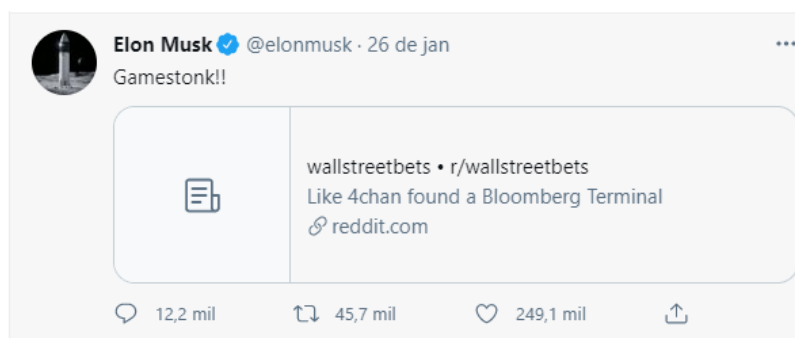 Elon Musk @elonmusk · 26 de jan
Gamestonk!!
wallstreetbets • r/wallstreetbets
Like 4chan found a Bloomberg Terminal
reddit.com
12,2 mil 45,7 mil 249,1 mil